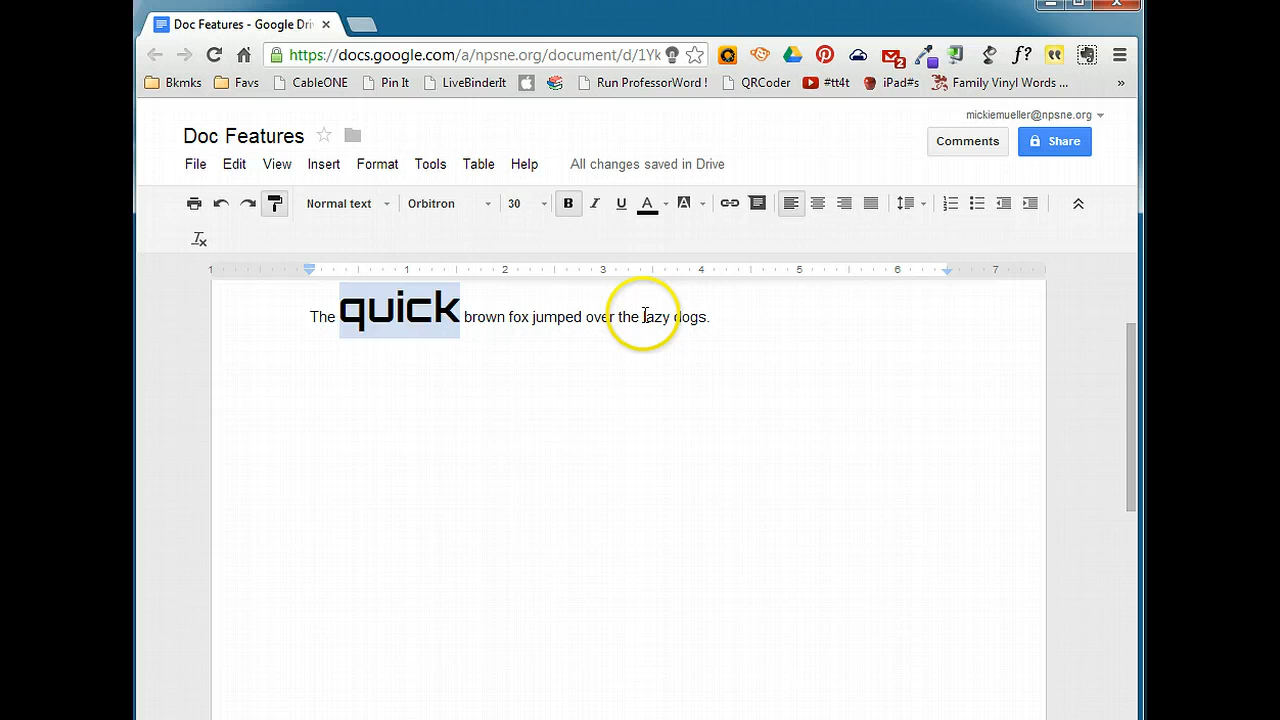 Doc Features - Google Dri
https://docs.google.com/a/npsne.org/document/d/1Yk
2
f?
Bkmks Favs CableONE Pin It LiveBinderIt Run ProfessorWord ! QRCoder #tt4t iPad#s Family Vinyl Words ... »
mickiemueller@npsne.org
Doc Features
Comments Share
File Edit View Insert Format Tools Table Help All changes saved in Drive
Normal text Orbitron 30 B I U A A
1 1 2 3 4 5 6 7
The quick brown fox jumped over the lazy dogs.